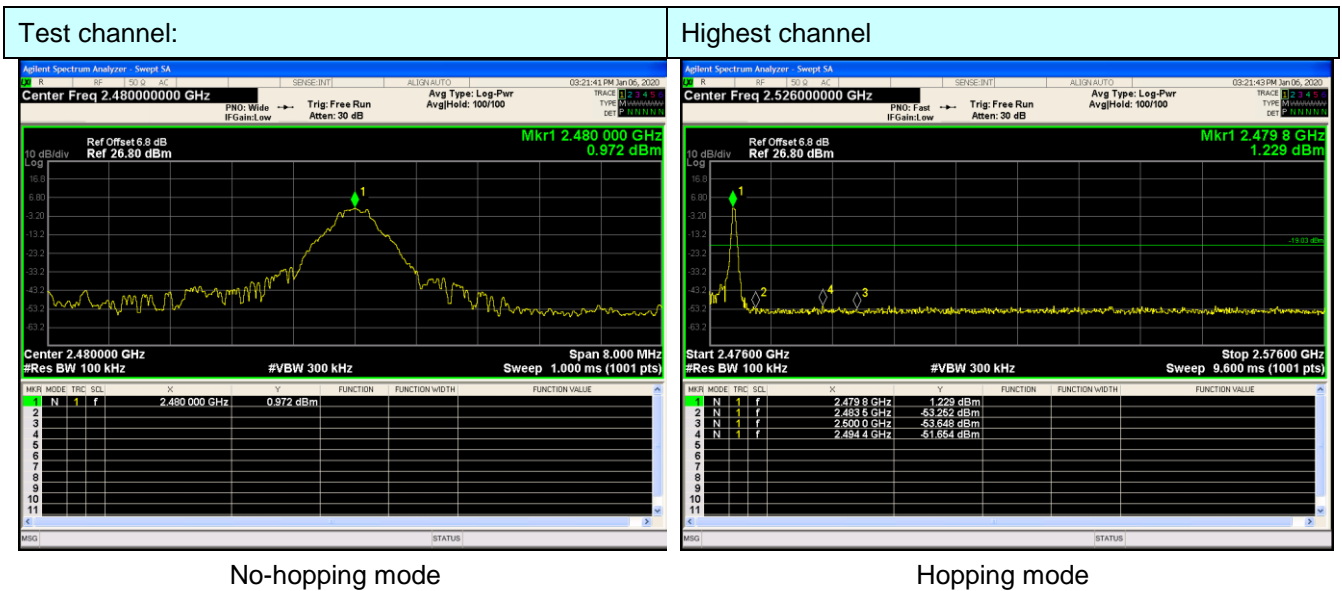 Test channel:
Highest channel
Agilent Spectrum Analyzer - Swept SA
R RF 50 Ω AC SENSE:INT ALIGN AUTO 03:21:41 PM Jan 06, 2020
Center Freq 2.480000000 GHz
Avg Type: Log-Pwr
TRACE 1 2 3 4 5 6
PNO: Wide
Trig: Free Run
Avg|Hold: 100/100
TYPE
IFGain:Low
Atten: 30 dB
DET P N N N N N
Ref Offset 6.8 dB
Mkr1 2.480 000 GHz
10 dB/div
Ref 26.80 dBm
0.972 dBm
Log
16.8
6.80
-3.20
-13.2
-23.2
-33.2
-43.2
-53.2
-63.2
1
Center 2.480000 GHz
Span 8.000 MHz
#Res BW 100 kHz
#VBW 300 kHz
Sweep 1.000 ms (1001 pts)
MKR MODE TRC SCL X Y FUNCTION FUNCTION WIDTH FUNCTION VALUE
1 N 1 f 2.480 000 GHz 0.972 dBm
2
3
4
5
6
7
8
9
10
11
MSG
STATUS
No-hopping mode
Agilent Spectrum Analyzer - Swept SA
R RF 50 Ω AC SENSE:INT ALIGN AUTO 03:21:43 PM Jan 06, 2020
Center Freq 2.526000000 GHz
Avg Type: Log-Pwr
TRACE 1 2 3 4 5 6
PNO: Fast
Trig: Free Run
Avg|Hold: 100/100
TYPE
IFGain:Low
Atten: 30 dB
DET P N N N N N
Ref Offset 6.8 dB
Mkr1 2.479 8 GHz
10 dB/div
Ref 26.80 dBm
1.229 dBm
Log
16.8
6.80
-3.20
-13.2
-23.2
-33.2
-43.2
-53.2
-63.2
-19.03 dBm
1
2
4
3
Start 2.47600 GHz
Stop 2.57600 GHz
#Res BW 100 kHz
#VBW 300 kHz
Sweep 9.600 ms (1001 pts)
MKR MODE TRC SCL X Y FUNCTION FUNCTION WIDTH FUNCTION VALUE
1 N 1 f 2.479 8 GHz 1.229 dBm
2 N 1 f 2.483 5 GHz -53.252 dBm
3 N 1 f 2.500 0 GHz -53.648 dBm
4 N 1 f 2.494 4 GHz -51.654 dBm
5
6
7
8
9
10
11
MSG
STATUS
Hopping mode